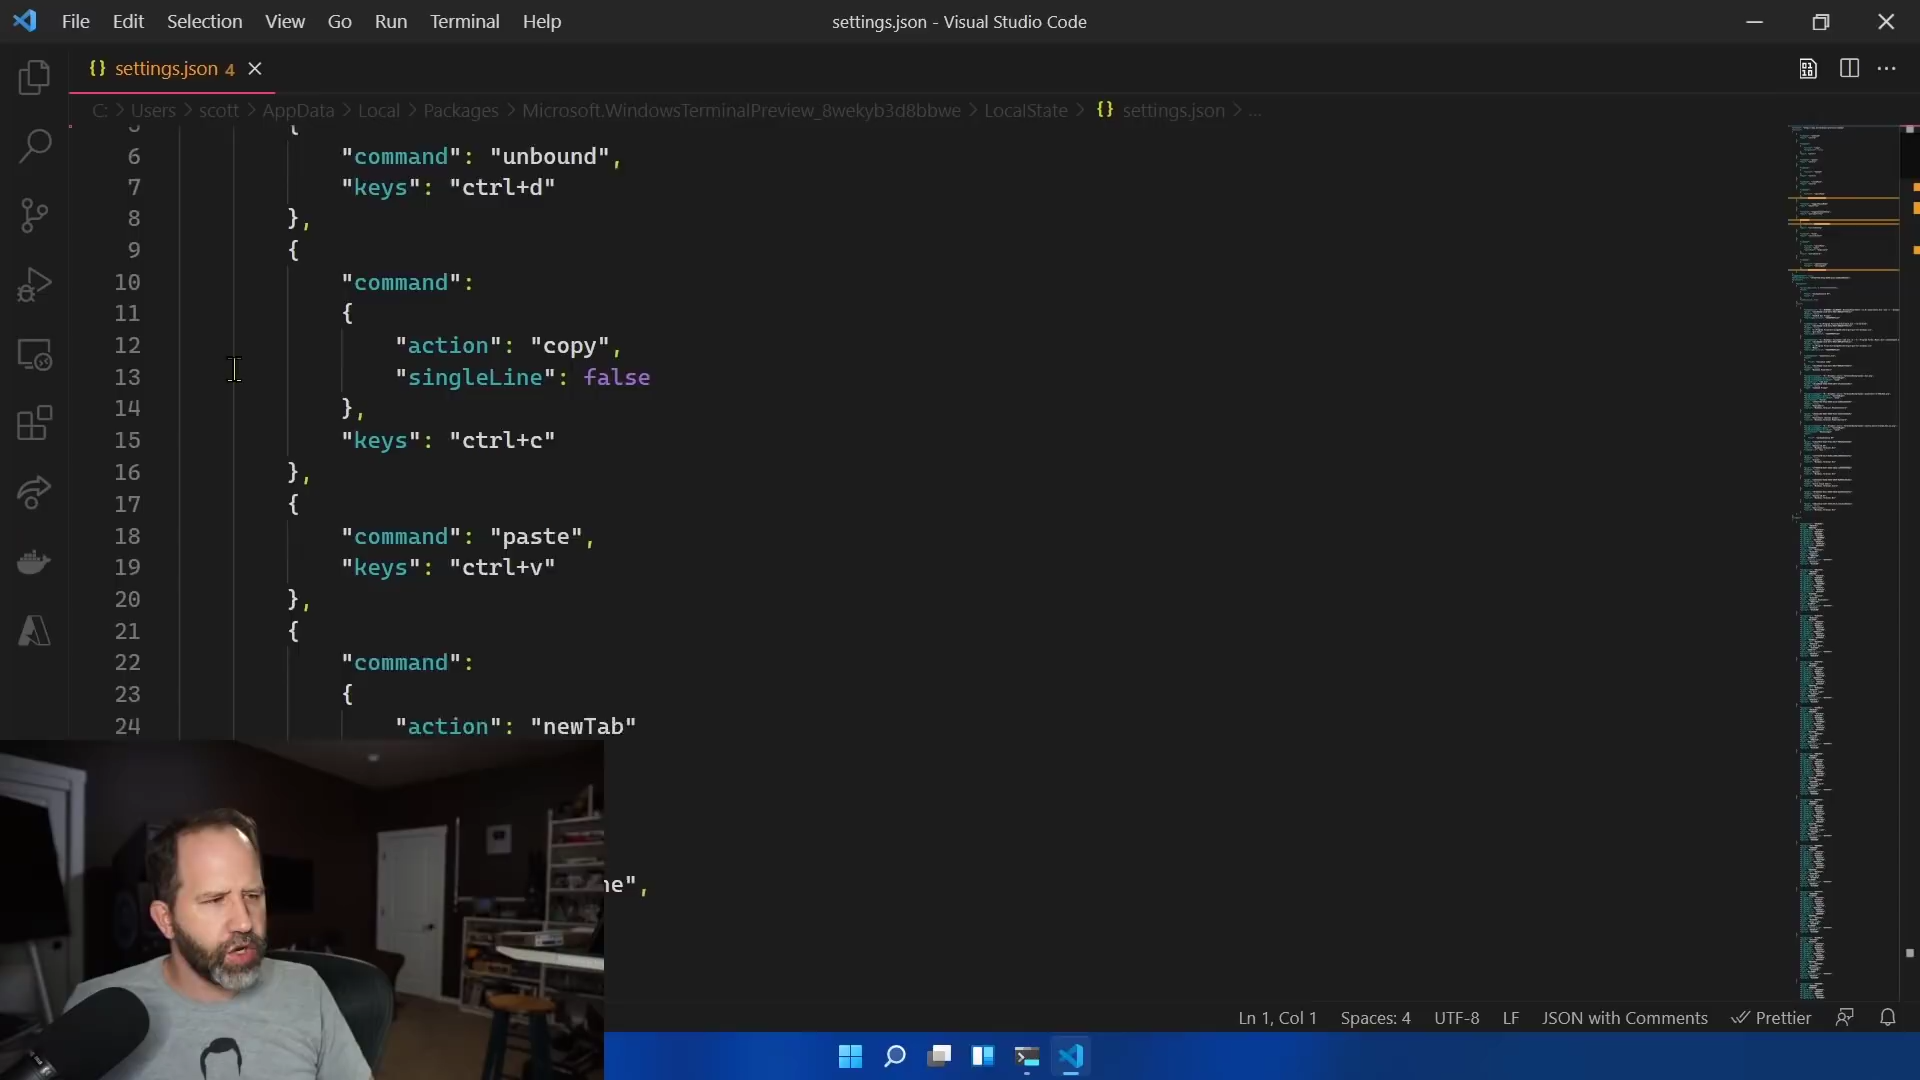 File Edit Selection View Go Run Terminal Help
settings.json - Visual Studio Code
{} settings.json 4
C: > Users > scott > AppData > Local > Packages > Microsoft.WindowsTerminalPreview_8wekyb3d8bbwe > LocalState > {} settings.json > ...
{
6 "command": "unbound",
7 "keys": "ctrl+d"
8 },
9 {
10 "command":
11 {
12 "action": "copy",
13 "singleLine": false
14 },
15 "keys": "ctrl+c"
16 },
17 {
18 "command": "paste",
19 "keys": "ctrl+v"
20 },
21 {
22 "command":
23 {
24 "action": "newTab"
",
Ln 1, Col 1 Spaces: 4 UTF-8 LF JSON with Comments Prettier